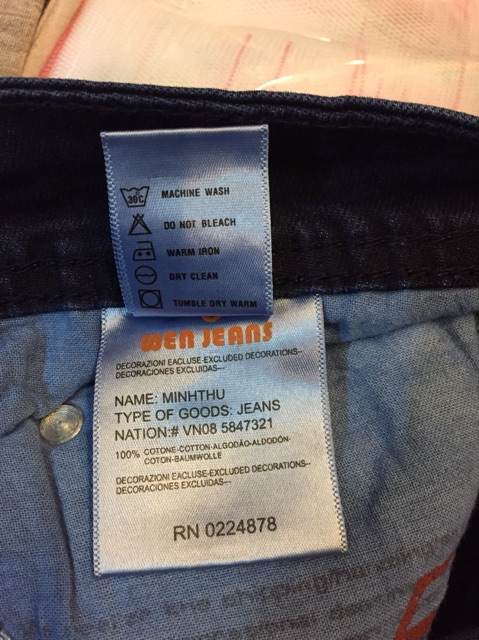 30C MACHINE WASH
DO NOT BLEACH
WARM IRON
DRY CLEAN
TUMBLE DRY WARM
WEN JEANS
DECORAZIONI EACLUSE-EXCLUDED DECORATIONS--
DECORACIONES EXCLUIDAS---
NAME: MINHTHU
TYPE OF GOODS: JEANS
NATION:# VN08 5847321
100% COTONE-COTTON-ALGODÃO-ALDODÓN-
COTON-BAUMWOLLE
DECORAZIONI EACLUSE-EXCLUDED DECORATIONS--
DECORACIONES EXCLUIDAS---
RN 0224878